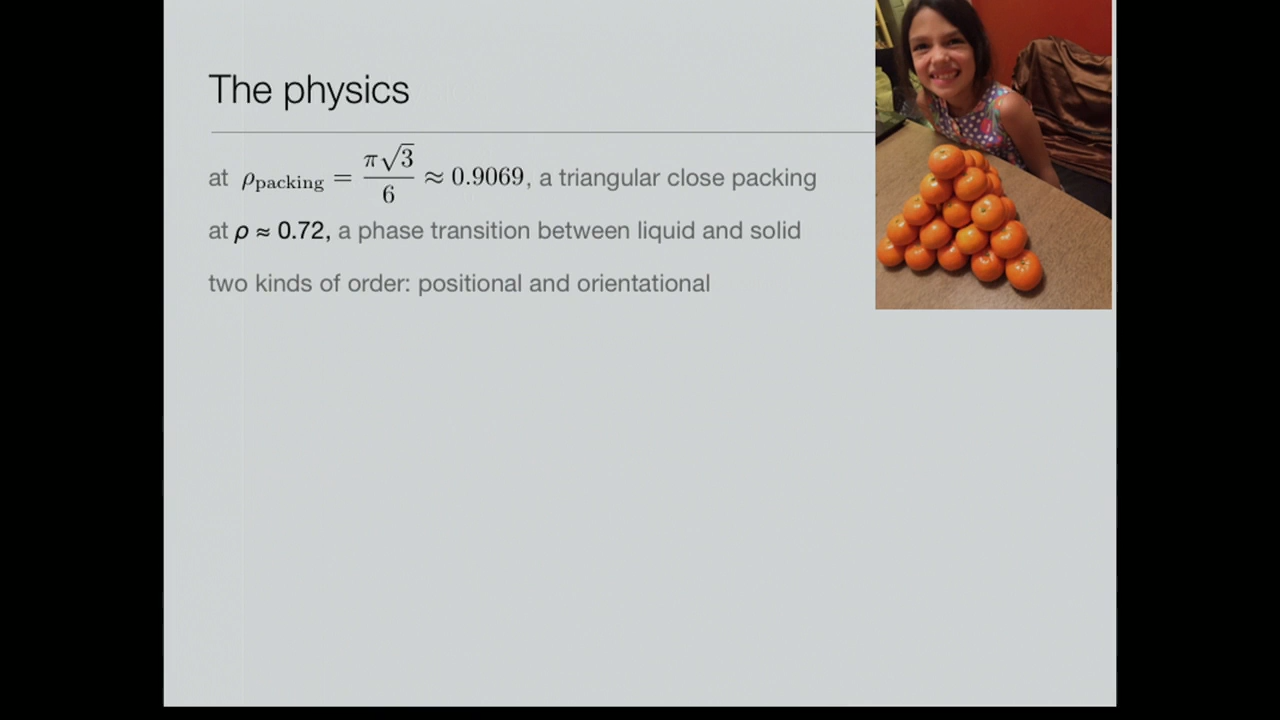 The physics
at ρ_packing = π√3/6 ≈ 0.9069, a triangular close packing
at ρ ≈ 0.72, a phase transition between liquid and solid
two kinds of order: positional and orientational